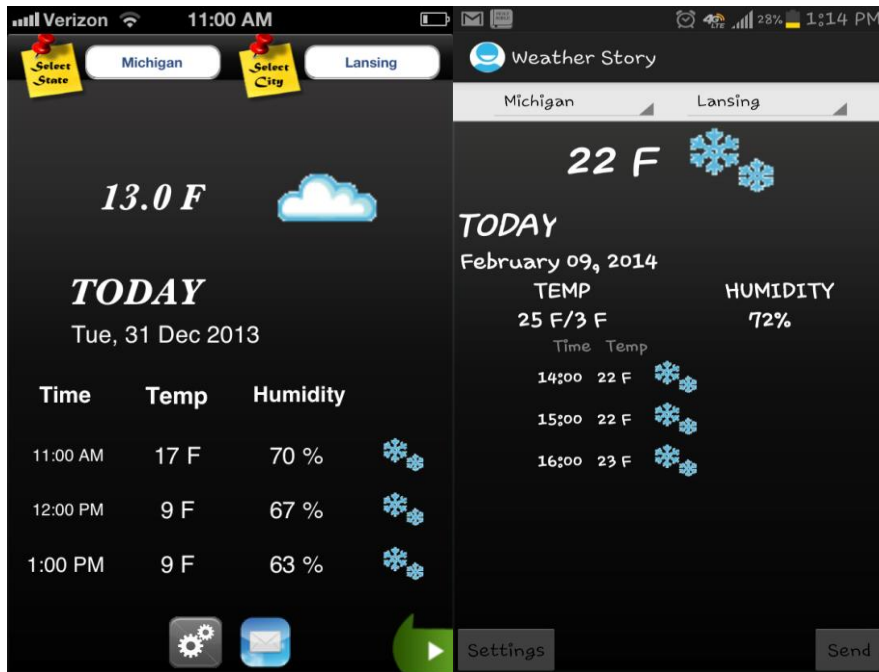 Verizon 11:00 AM
Select State
Michigan
Select City
Lansing
13.0 F
TODAY
Tue, 31 Dec 2013
Time Temp Humidity
11:00 AM 17 F 70 %
12:00 PM 9 F 67 %
1:00 PM 9 F 63 %
28% 1:14 PM
Weather Story
Michigan Lansing
22 F
TODAY
February 09, 2014
TEMP HUMIDITY
25 F/3 F 72%
Time Temp
14:00 22 F
15:00 22 F
16:00 23 F
Settings Send